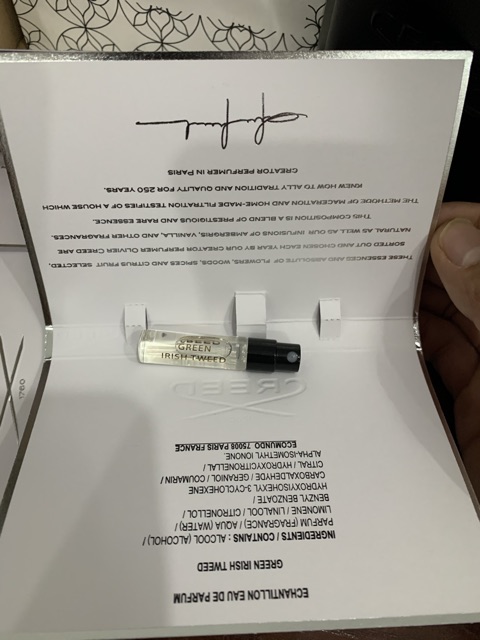 ECHANTILLON EAU DE PARFUM
GREEN IRISH TWEED
INGREDIENTS / CONTAINS : ALCOOL (ALCOHOL) /
PARFUM (FRAGRANCE) / AQUA (WATER) /
LIMONENE / LINALOOL / CITRONELLOL /
BENZYL BENZOATE /
HYDROXYISOHEXYL 3-CYCLOHEXENE
CARBOXALDEHYDE / GERANIOL / COUMARIN /
CITRAL / HYDROXYCITRONELLAL /
ALPHA-ISOMETHYL IONONE.
ECOMUNDO 75008 PARIS FRANCE
CREED
CREED
GREEN
IRISH TWEED
THESE ESSENCES AND ABSOLUTE OF FLOWERS, WOODS, SPICES AND CITRUS FRUIT SELECTED,
SORTED OUT AND CHOSEN EACH YEAR BY OUR CREATOR PERFUMER OLIVIER CREED ARE
NATURAL AS WELL AS OUR INFUSIONS OF AMBERGRIS, VANILLA, AND OTHER FRAGRANCES.
THIS COMPOSITION IS A BLEND OF PRESTIGIOUS AND RARE ESSENCE.
THE METHODE OF MACERATION AND HOME-MADE FILTRATION TESTIFIES OF A HOUSE WHICH
KNEW HOW TO ALLY TRADITION AND QUALITY FOR 250 YEARS.
CREATOR PERFUMER IN PARIS
1760